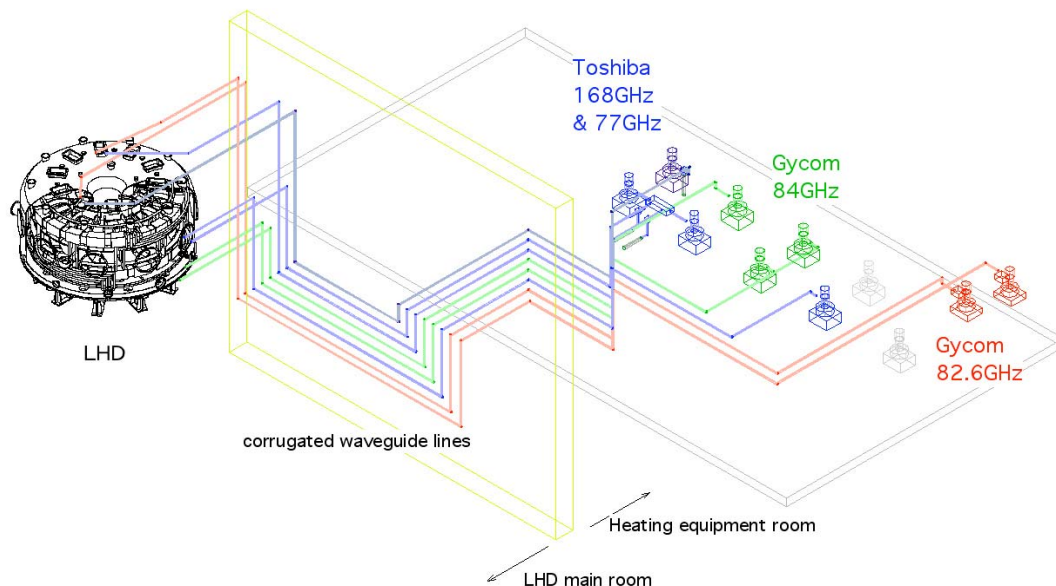 Toshiba
168GHz
& 77GHz
Gycom
84GHz
Gycom
82.6GHz
LHD
corrugated waveguide lines
Heating equipment room
LHD main room